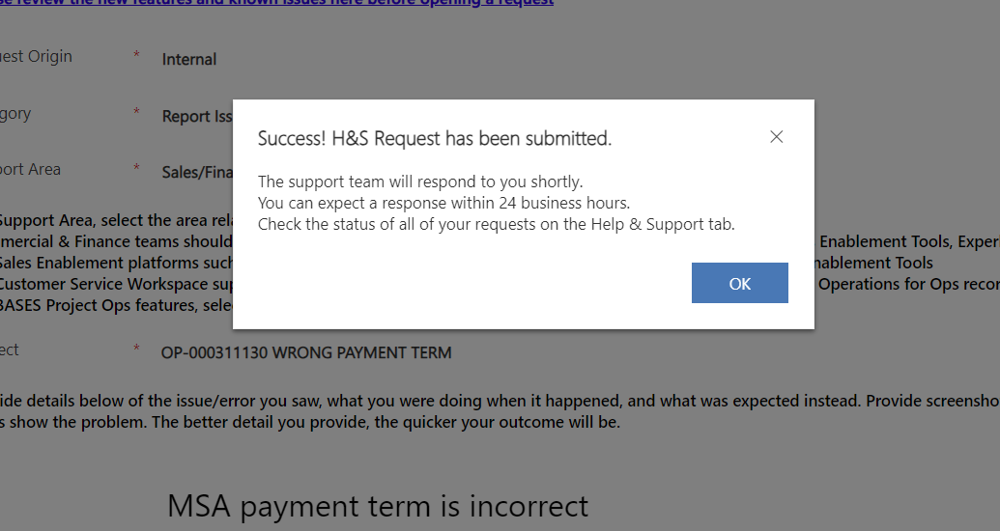 se review the new features and known issues here before opening a request
uest Origin * Internal
gory * Report Iss
port Area * Sales/Fina
Success! H&S Request has been submitted.
The support team will respond to you shortly.
You can expect a response within 24 business hours.
Check the status of all of your requests on the Help & Support tab.
OK
Support Area, select the area rela
mmercial & Finance teams should Enablement Tools, Exper
Sales Enablement platforms such nablement Tools
Customer Service Workspace sup Operations for Ops recor
BASES Project Ops features, selec
ect * OP-000311130 WRONG PAYMENT TERM
ide details below of the issue/error you saw, what you were doing when it happened, and what was expected instead. Provide screensho
s show the problem. The better detail you provide, the quicker your outcome will be.
MSA payment term is incorrect